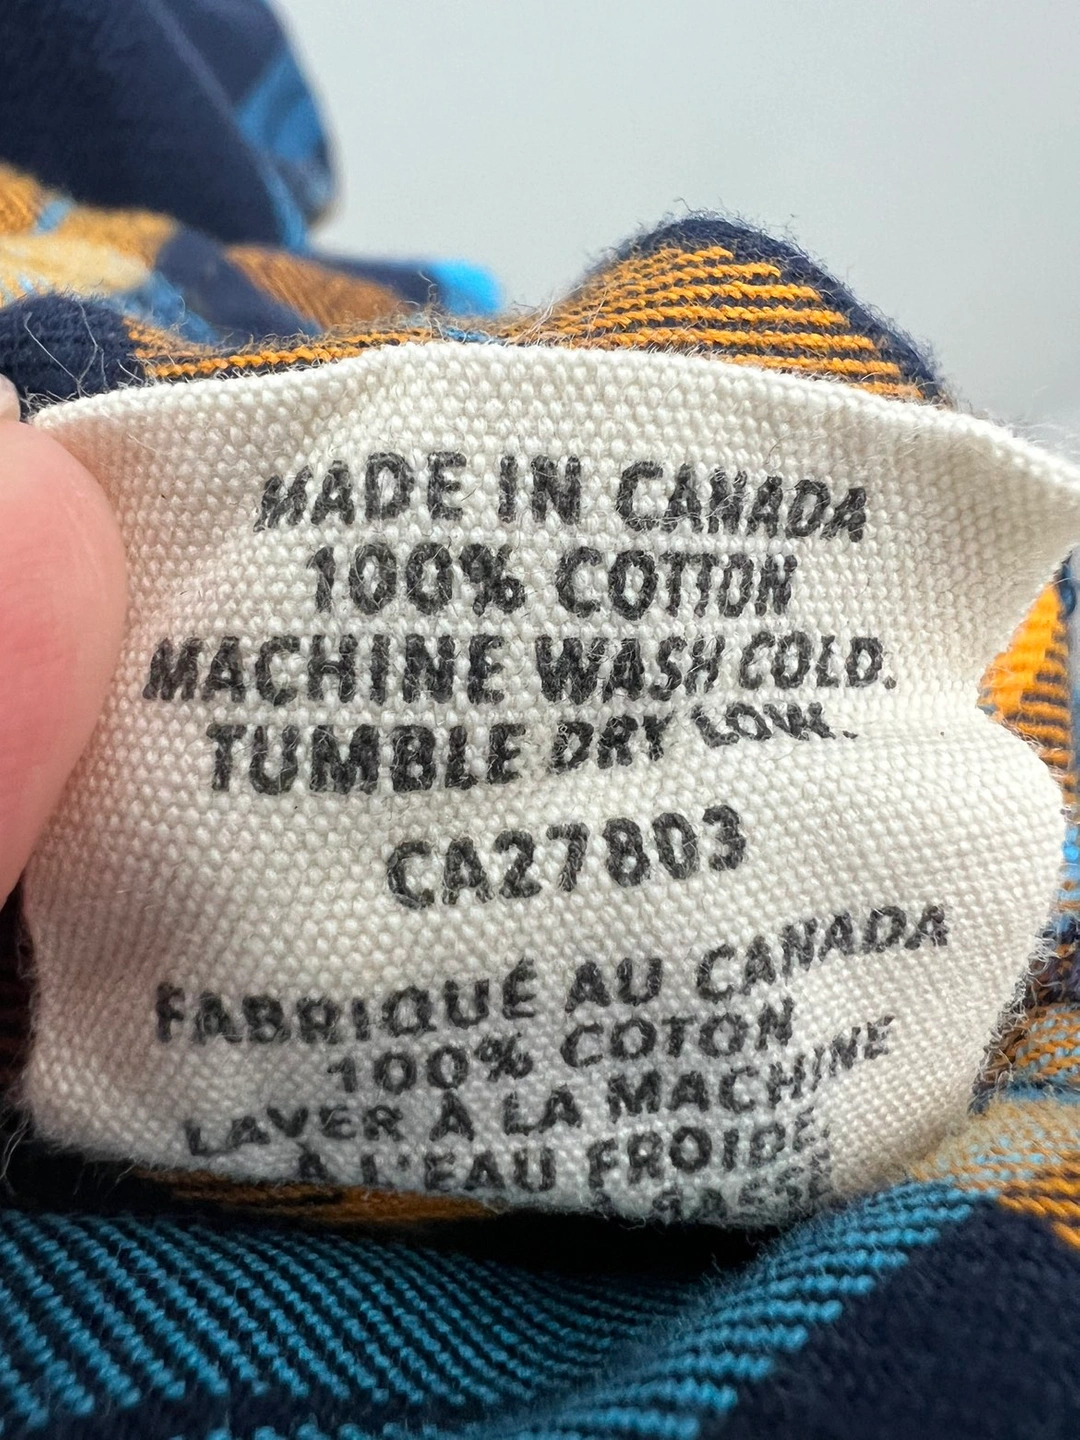 MADE IN CANADA
100% COTTON
MACHINE WASH COLD.
TUMBLE DRY LOW.
CA27803
FABRIQUÉ AU CANADA
100% COTON
LAVER À LA MACHINE
À L'EAU FROIDE.